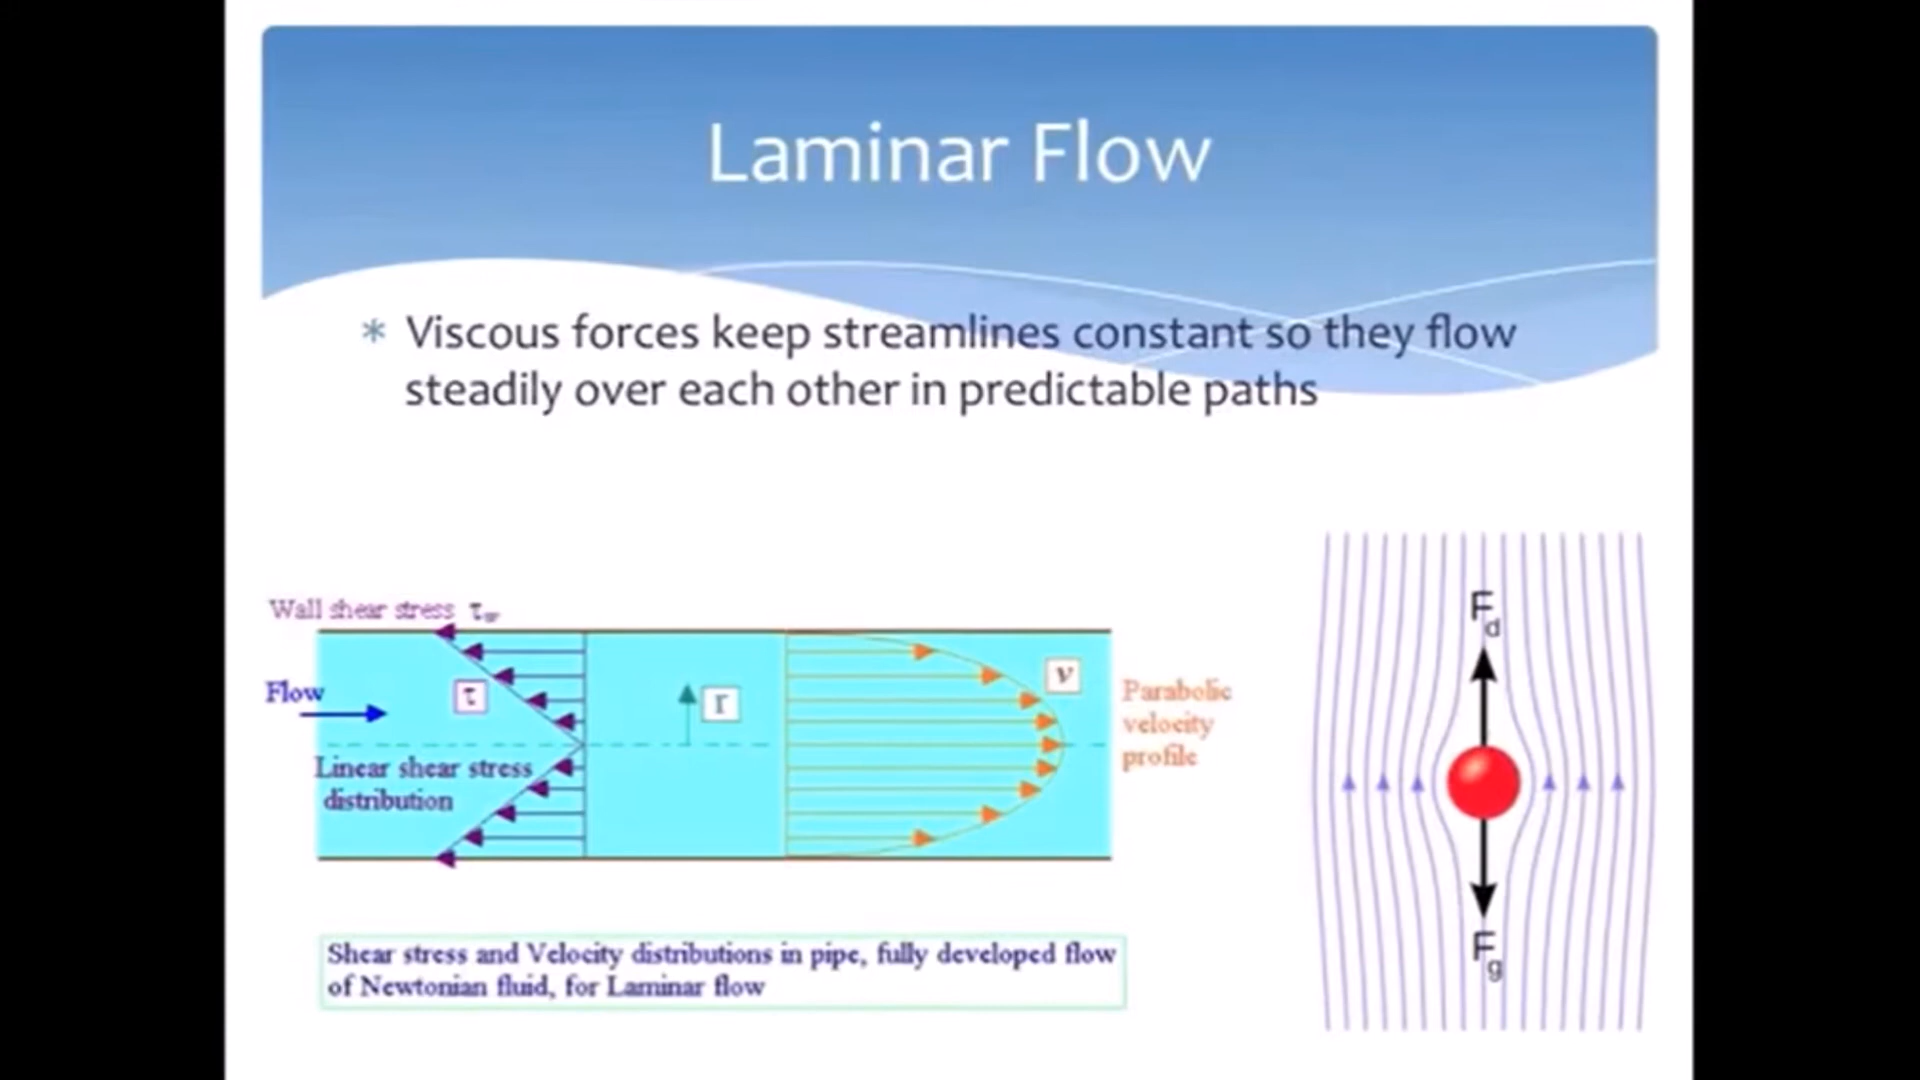 Laminar Flow
* Viscous forces keep streamlines constant so they flow
steadily over each other in predictable paths
Wall shear stress τw
Flow
τ
r
v
Linear shear stress
distribution
Parabolic
velocity
profile
Shear stress and Velocity distributions in pipe, fully developed flow
of Newtonian fluid, for Laminar flow
Fd
Fg